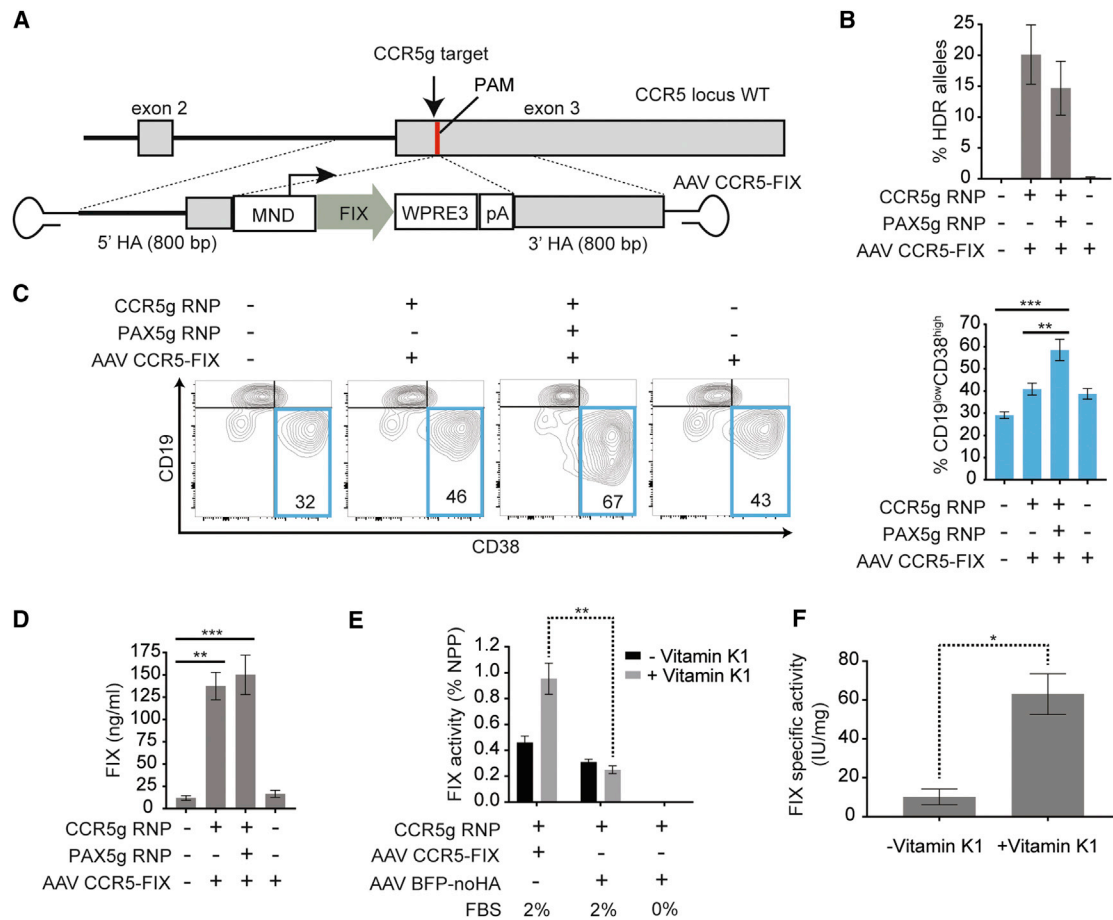 A
CCR5g target
PAM
exon 2
exon 3
CCR5 locus WT
AAV CCR5-FIX
MND
FIX
WPRE3
pA
5' HA (800 bp)
3' HA (800 bp)
B
% HDR alleles
25
20
15
10
5
0
CCR5g RNP - + + -
PAX5g RNP - - + -
AAV CCR5-FIX - + + +
C
CCR5g RNP - + + -
PAX5g RNP - - + -
AAV CCR5-FIX - + + +
CD19
32
46
67
43
CD38
% CD19lowCD38high
70
60
50
40
30
20
10
0
***
**
CCR5g RNP - + + -
PAX5g RNP - - + -
AAV CCR5-FIX - + + +
D
FIX (ng/ml)
175
150
125
100
75
50
25
0
***
**
CCR5g RNP - + + -
PAX5g RNP - - + -
AAV CCR5-FIX - + + +
E
FIX activity (% NPP)
1.4
1.2
1.0
0.8
0.6
0.4
0.2
0.0
**
- Vitamin K1
+ Vitamin K1
CCR5g RNP + + +
AAV CCR5-FIX + - -
AAV BFP-noHA - + +
FBS 2% 2% 0%
F
FIX specific activity
(IU/mg)
80
60
40
20
0
*
-Vitamin K1
+Vitamin K1